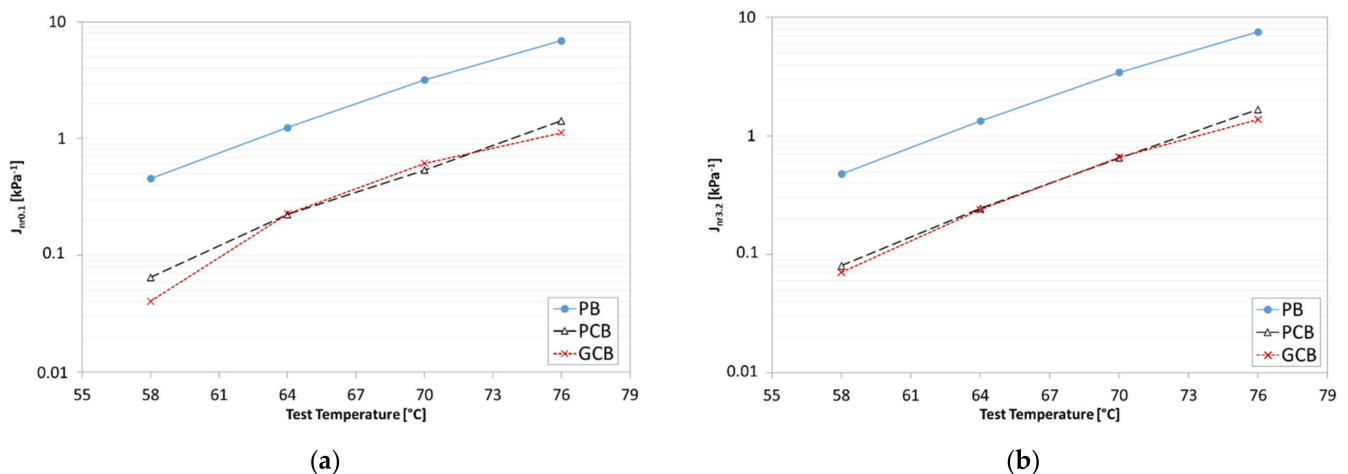 10
1
0.1
0.01
J_nr0.1 [kPa⁻¹]
55 58 61 64 67 70 73 76 79
Test Temperature [°C]
PB
PCB
GCB
(a)
10
1
0.1
0.01
J_nr3.2 [kPa⁻¹]
55 58 61 64 67 70 73 76 79
Test Temperature [°C]
PB
PCB
GCB
(b)